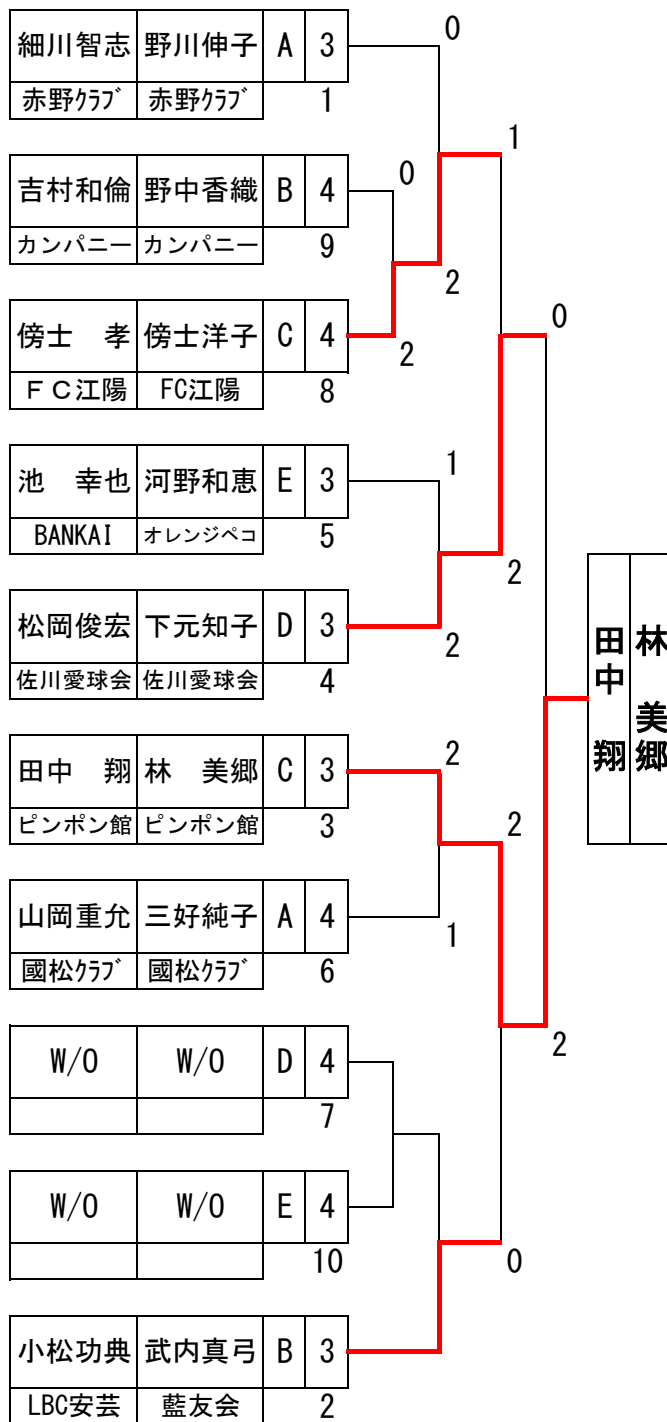 細川智志 野川伸子 A 3
赤野ｸﾗﾌﾞ 赤野ｸﾗﾌﾞ 1
吉村和倫 野中香織 B 4
カンパニー カンパニー 9
傍士　孝 傍士洋子 C 4
ＦＣ江陽 FC江陽 8
池　幸也 河野和恵 E 3
BANKAI オレンジペコ 5
松岡俊宏 下元知子 D 3
佐川愛球会 佐川愛球会 4
田中　翔 林　美郷 C 3
ピンポン館 ピンポン館 3
山岡重允 三好純子 A 4
國松ｸﾗﾌﾞ 國松ｸﾗﾌﾞ 6
W/O W/O D 4
7
W/O W/O E 4
10
小松功典 武内真弓 B 3
LBC安芸 藍友会 2
0
0
2
2
1
1
2
2
0
2
1
2
0
2
田中　翔
林　美郷